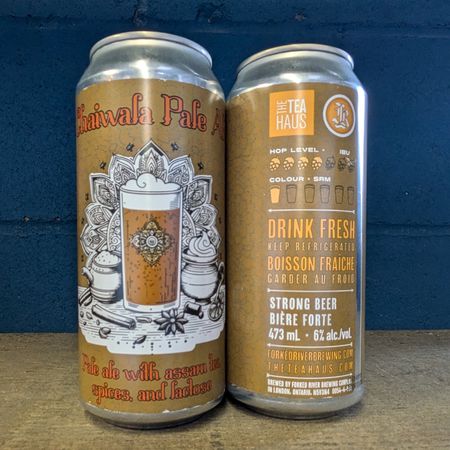 Chaiwala Pale A
Pale ale with assam tea,
spices, and lactose
THE TEA
HAUS
HOP LEVEL • IBU
COLOUR • SRM
DRINK FRESH
KEEP REFRIGERATED
BOISSON FRAÎCHE
GARDER AU FROID
STRONG BEER
BIÈRE FORTE
473 mL • 6% alc./vol.
FORKEDRIVERBREWING.COM
THETEAHAUS.COM
BREWED BY FORKED RIVER BREWING COMPANY
IN LONDON, ONTARIO.